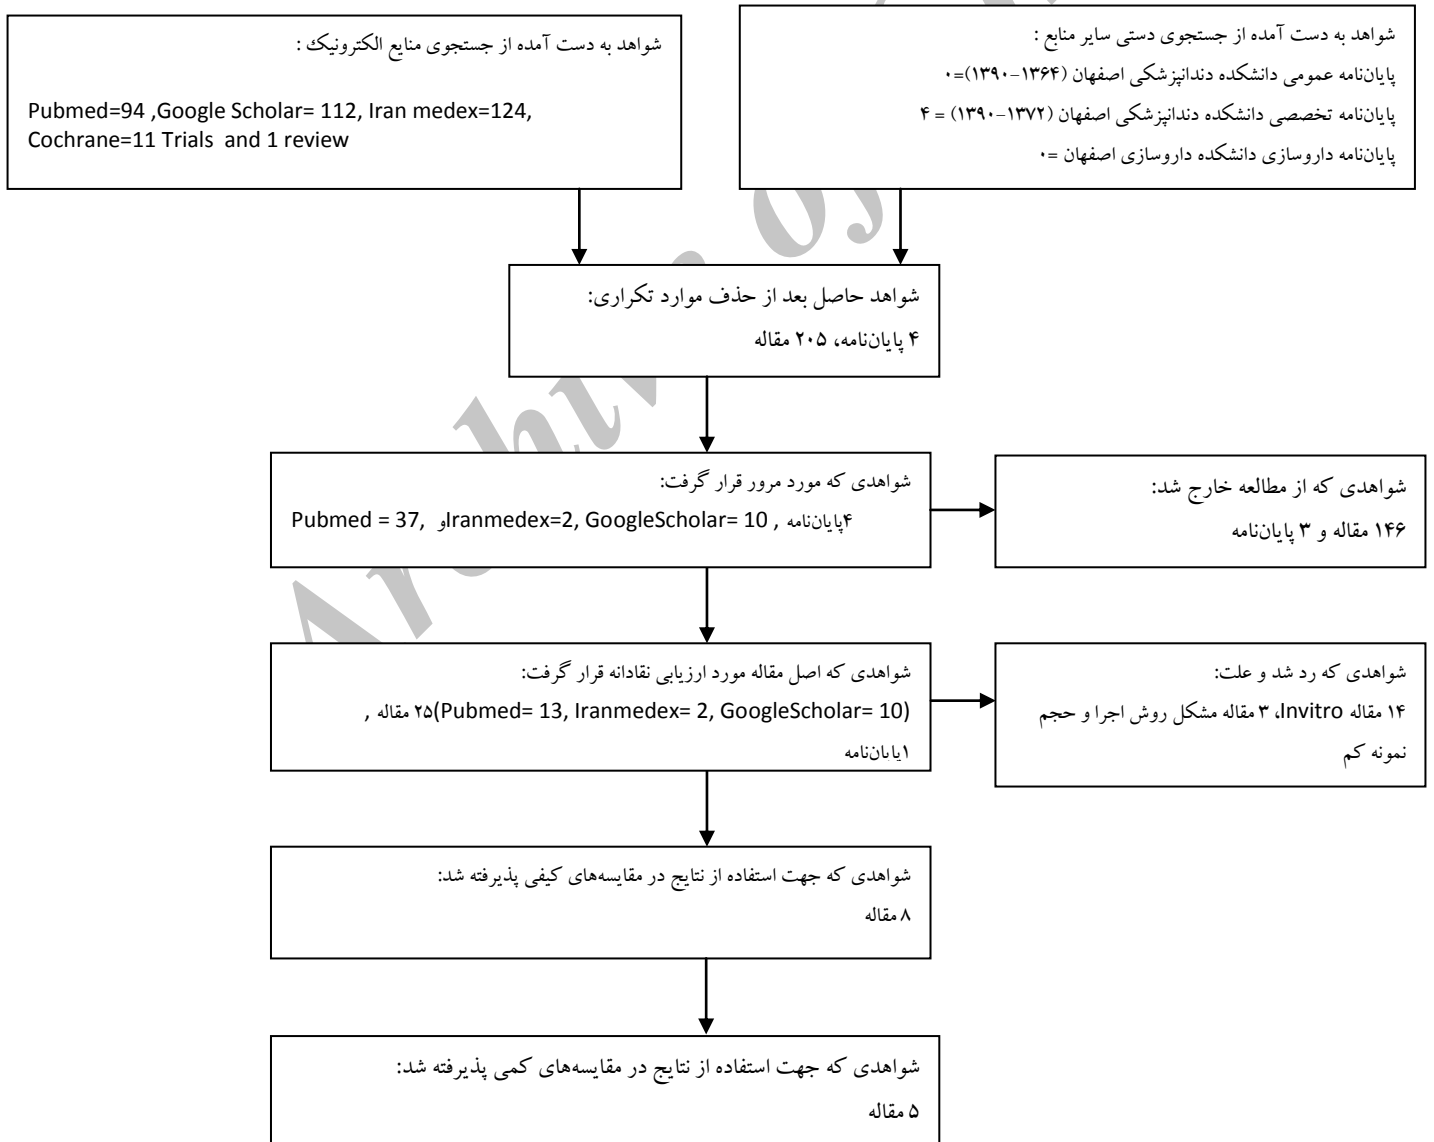 شواهد به دست آمده از جستجوی دستی سایر منابع :
پایان‌نامه عمومی دانشکده دندانپزشکی اصفهان (۱۳۶۴-۱۳۹۰)=۰
پایان‌نامه تخصصی دانشکده دندانپزشکی اصفهان (۱۳۷۲-۱۳۹۰) = ۴
پایان‌نامه داروسازی دانشکده داروسازی اصفهان =۰
شواهد به دست آمده از جستجوی منابع الکترونیک :
Pubmed=94 ,Google Scholar= 112, Iran medex=124,
Cochrane=11 Trials and 1 review
شواهد حاصل بعد از حذف موارد تکراری:
۴ پایان‌نامه، ۲۰۵ مقاله
شواهدی که مورد مرور قرار گرفت:
Pubmed = 37, و Iranmedex=2, GoogleScholar= 10 , ۴پایان‌نامه
شواهدی که از مطالعه خارج شد:
۱۴۶ مقاله و ۳ پایان‌نامه
شواهدی که اصل مقاله مورد ارزیابی نقادانه قرار گرفت:
(Pubmed= 13, Iranmedex= 2, GoogleScholar= 10)۲۵ مقاله ,
۱پایان‌نامه
شواهدی که رد شد و علت:
۱۴ مقاله Invitro، ۳ مقاله مشکل روش اجرا و حجم
نمونه کم
شواهدی که جهت استفاده از نتایج در مقایسه‌های کیفی پذیرفته شد:
۸ مقاله
شواهدی که جهت استفاده از نتایج در مقایسه‌های کمی پذیرفته شد:
۵ مقاله
Archive of